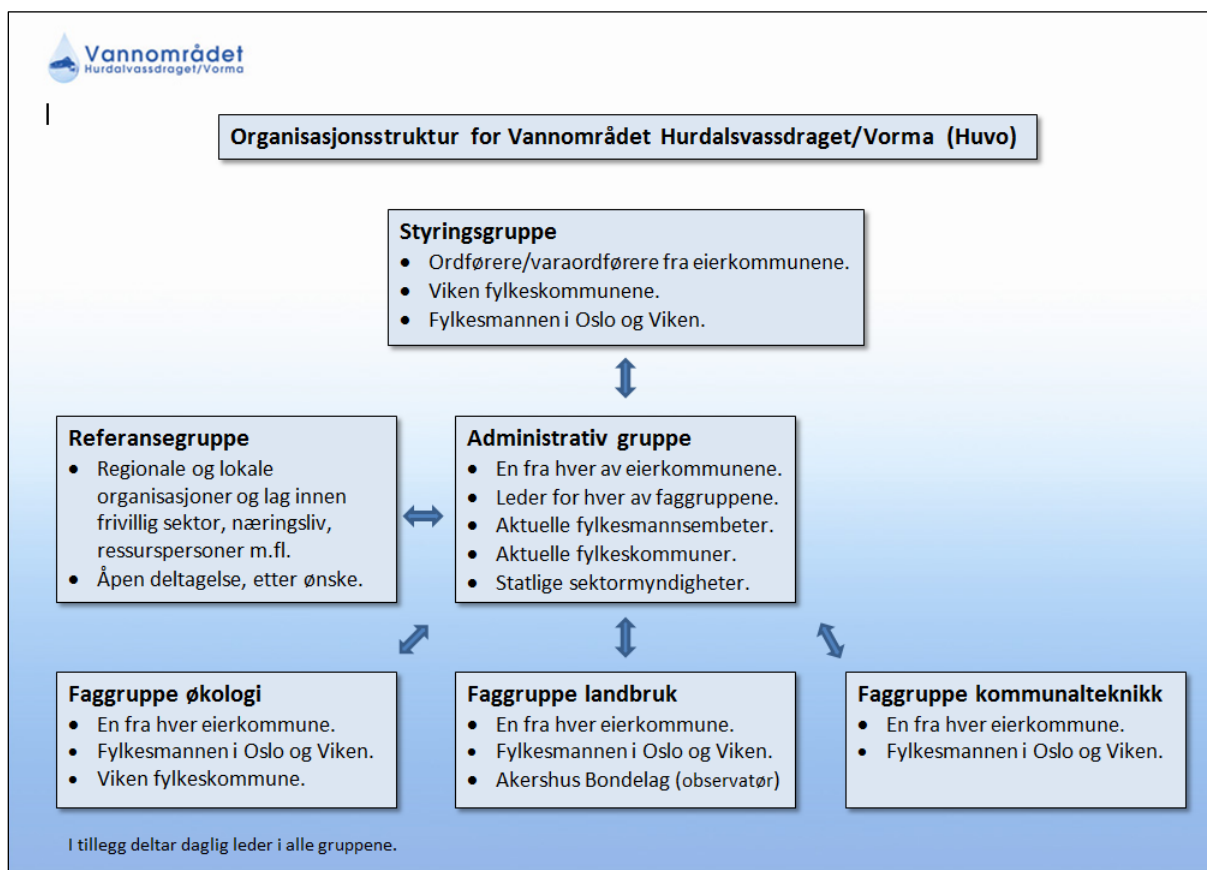 Vannområdet
Hurdalvassdraget/Vorma
Organisasjonsstruktur for Vannområdet Hurdalsvassdraget/Vorma (Huvo)
Styringsgruppe
• Ordførere/varaordførere fra eierkommunene.
• Viken fylkeskommunene.
• Fylkesmannen i Oslo og Viken.
Referansegruppe
• Regionale og lokale
organisasjoner og lag innen
frivillig sektor, næringsliv,
ressurspersoner m.fl.
• Åpen deltagelse, etter ønske.
Administrativ gruppe
• En fra hver av eierkommunene.
• Leder for hver av faggruppene.
• Aktuelle fylkesmannsembeter.
• Aktuelle fylkeskommuner.
• Statlige sektormyndigheter.
Faggruppe økologi
• En fra hver eierkommune.
• Fylkesmannen i Oslo og Viken.
• Viken fylkeskommune.
Faggruppe landbruk
• En fra hver eierkommune.
• Fylkesmannen i Oslo og Viken.
• Akershus Bondelag (observatør)
Faggruppe kommunalteknikk
• En fra hver eierkommune.
• Fylkesmannen i Oslo og Viken.
I tillegg deltar daglig leder i alle gruppene.